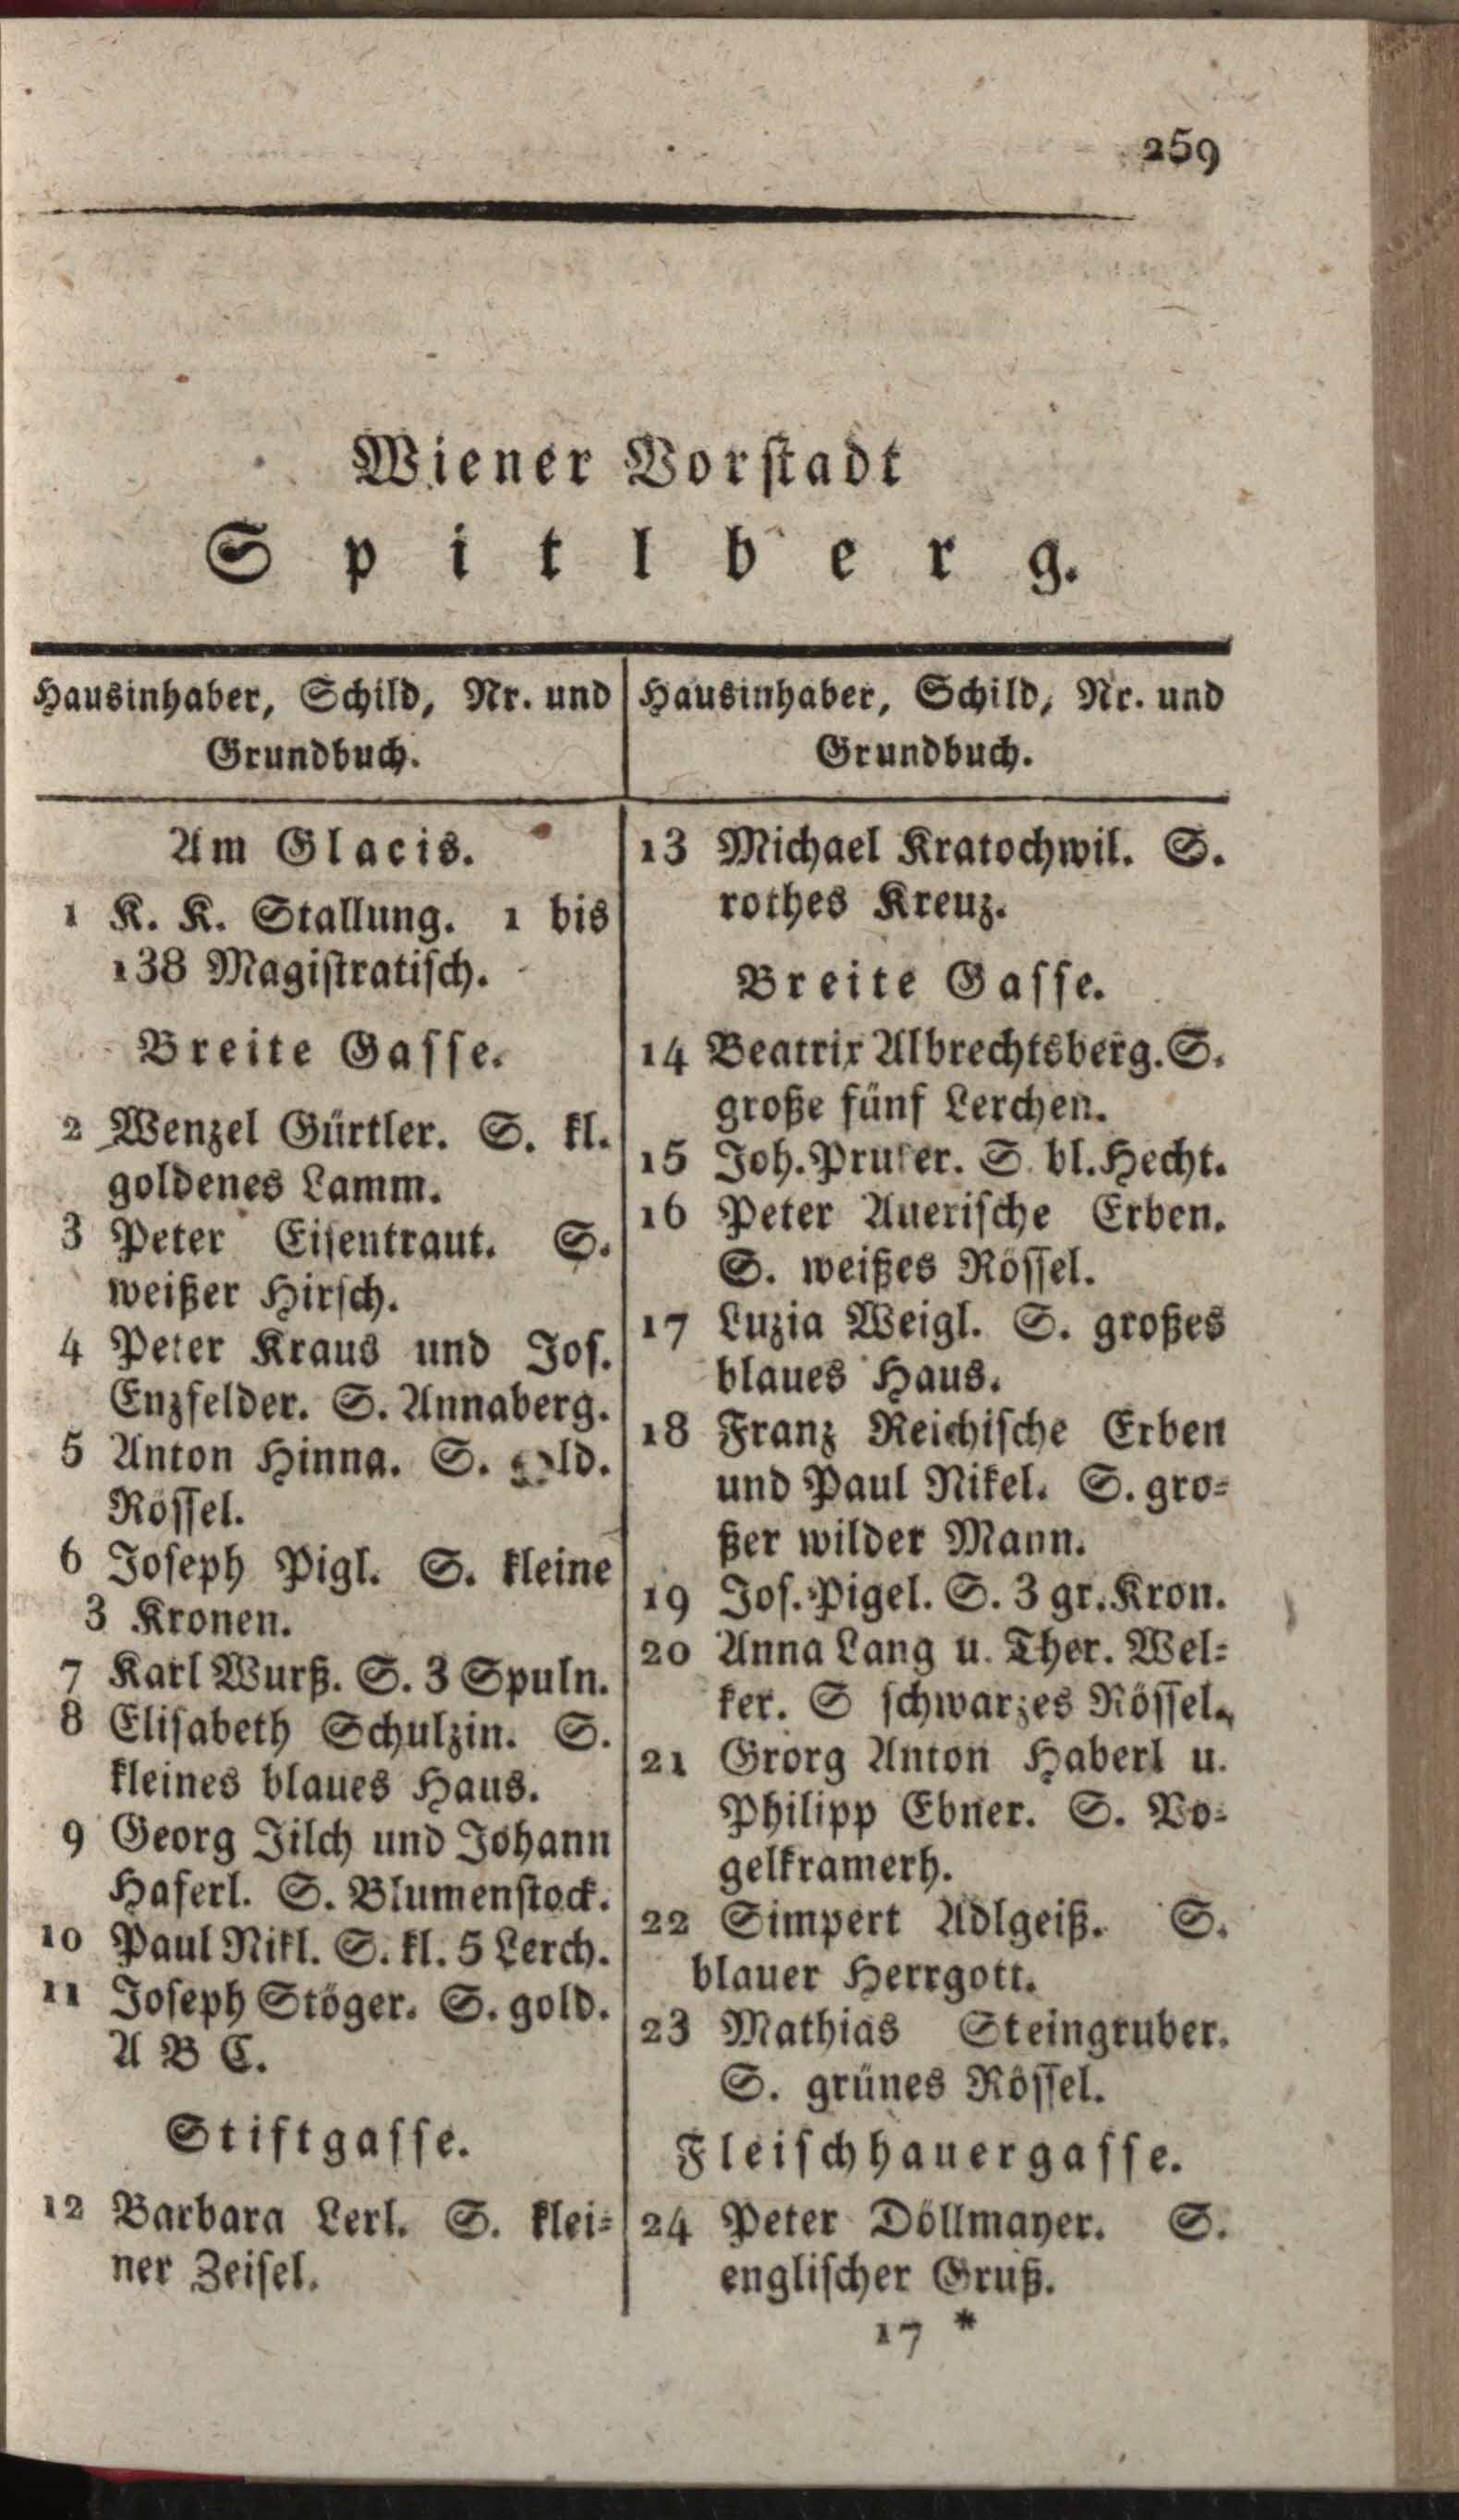 259
Wiener Vorstadt
Spitlberg.
Hausinhaber, Schild, Nr. und
Grundbuch.
Am Glacis.
1 K. K. Stallung. 1 bis
138 Magistratisch.
Breite Gasse.
2 Wenzel Gürtler. S. kl.
goldenes Lamm.
3 Peter Eisentraut. S.
weißer Hirsch.
4 Peter Kraus und Jos.
Enzfelder. S. Annaberg.
5 Anton Hinna. S. gold.
Rössel.
6 Joseph Pigl. S. kleine
3 Kronen.
7 Karl Wurß. S. 3 Spuln.
8 Elisabeth Schulzin. S.
kleines blaues Haus.
9 Georg Jilch und Johann
Haferl. S. Blumenstock.
10 Paul Nikl. S. kl. 5 Lerch.
11 Joseph Stöger. S. gold.
A B C.
Stiftgasse.
12 Barbara Lerl. S. klei=
ner Zeisel.
Hausinhaber, Schild, Nr. und
Grundbuch.
13 Michael Kratochwil. S.
rothes Kreuz.
Breite Gasse.
14 Beatrix Albrechtsberg. S.
große fünf Lerchen.
15 Joh. S. bl. Hecht.
16 Peter Auerische Erben.
S. weißes Rössel.
17 Luzia Weigl. S. großes
blaues Haus.
18 Franz Reichische Erben
und Paul Nikel. S. gro=
ßer wilder Mann.
19 Jos. Pigel. S. 3 gr. Kron.
20 Anna Lang u. Ther. Wel=
ker. S schwarzes Rössel.
21 Grorg Anton Haberl u.
Philipp Ebner. S. Vo=
gelkramerh.
22 Simpert Adlgeiß. S.
blauer Herrgott.
23 Mathias Steingruber.
S. grünes Rössel.
Fleischhauergasse.
24 Peter Döllmayer. S.
englischer Gruß.
17 *